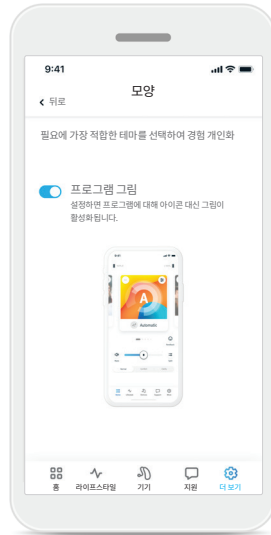 9:41
뒤로
모양
필요에 가장 적합한 테마를 선택하여 경험 개인화
프로그램 그림
설정하면 프로그램에 대해 아이콘 대신 그림이
활성화됩니다.
A
Automatic
홈
라이프스타일
기기
지원
더 보기